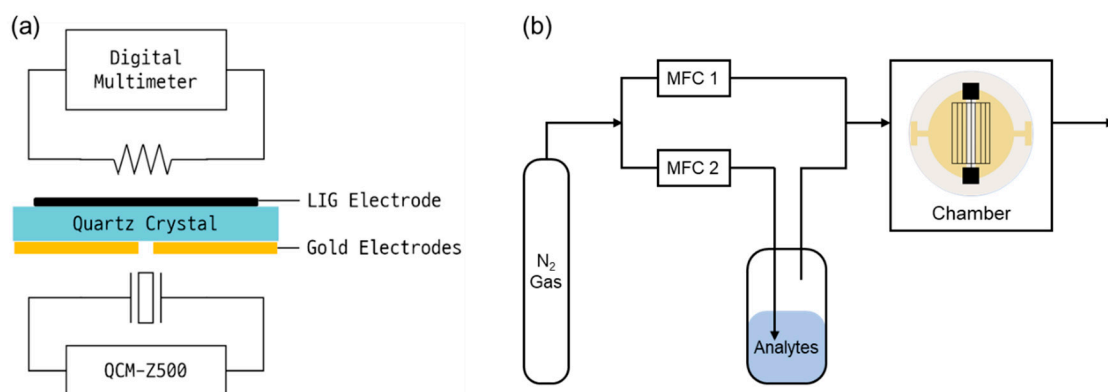 (a)
Digital
Multimeter
LIG Electrode
Quartz Crystal
Gold Electrodes
QCM-Z500
(b)
MFC 1
MFC 2
N₂
Gas
Analytes
Chamber